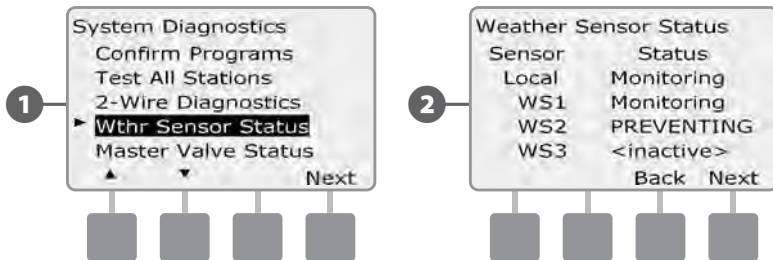 1
System Diagnostics
Confirm Programs
Test All Stations
2-Wire Diagnostics
Wthr Sensor Status
Master Valve Status
Next
2
Weather Sensor Status
Sensor Status
Local Monitoring
WS1 Monitoring
WS2 PREVENTING
WS3 <inactive>
Back Next